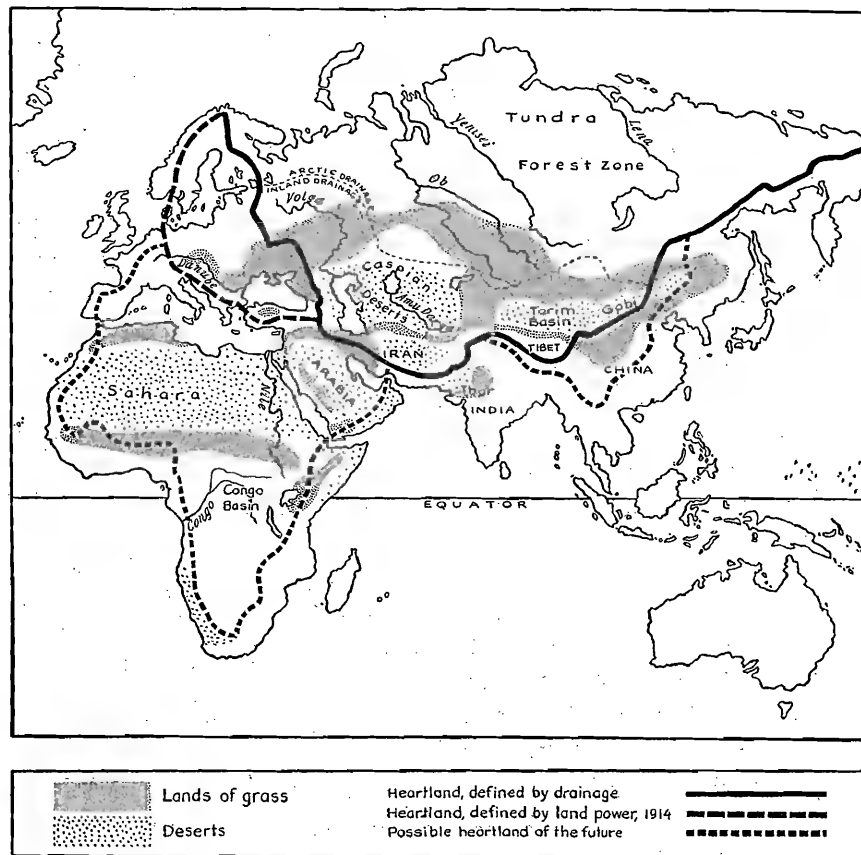 Tundra
Yenisei
Lena
Forest Zone
Ob
ARCTIC DRAINAGE
INLAND DRAINAGE
Volga
Danube
Caspian
Deserts
Amu Darya
Tarim
Basin
Gobi
IRAN
TIBET
CHINA
ARABIA
Sahara
Nile
Thar
INDIA
Congo
Basin
Congo
EQUATOR
Lands of grass
Deserts
Heartland, defined by drainage
Heartland, defined by land power, 1914
Possible heartland of the future